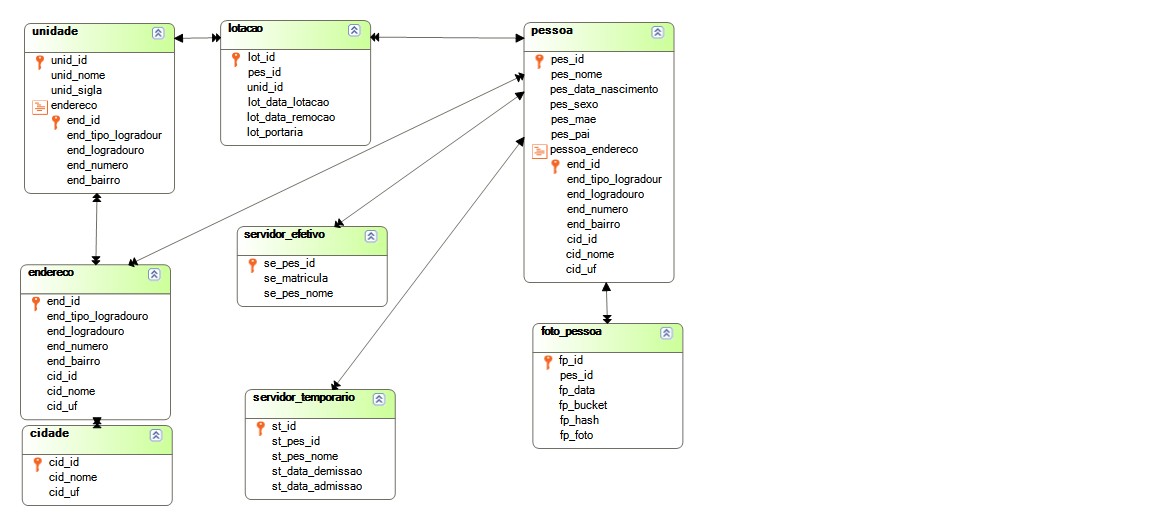 unidade
unid_id
unid_nome
unid_sigla
endereco
end_id
end_tipo_logradour
end_logradouro
end_numero
end_bairro
lotacao
lot_id
pes_id
unid_id
lot_data_lotacao
lot_data_remocao
lot_portaria
pessoa
pes_id
pes_nome
pes_data_nascimento
pes_sexo
pes_mae
pes_pai
pessoa_endereco
end_id
end_tipo_logradour
end_logradouro
end_numero
end_bairro
cid_id
cid_nome
cid_uf
servidor_efetivo
se_pes_id
se_matricula
se_pes_nome
endereco
end_id
end_tipo_logradouro
end_logradouro
end_numero
end_bairro
cid_id
cid_nome
cid_uf
foto_pessoa
fp_id
pes_id
fp_data
fp_bucket
fp_hash
fp_foto
servidor_temporario
st_id
st_pes_id
st_pes_nome
st_data_demissao
st_data_admissao
cidade
cid_id
cid_nome
cid_uf